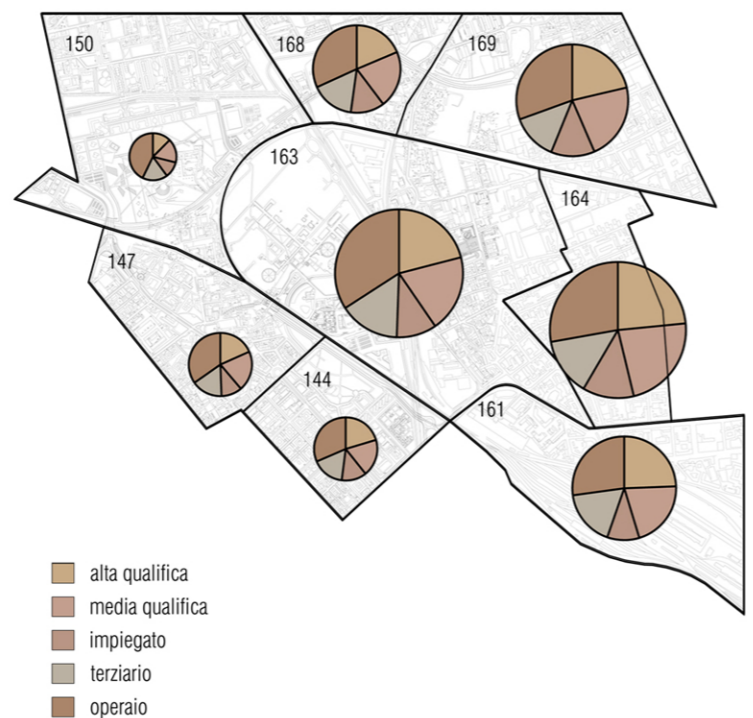 150
168
169
163
164
147
144
161
alta qualifica
media qualifica
impiegato
terziario
operaio